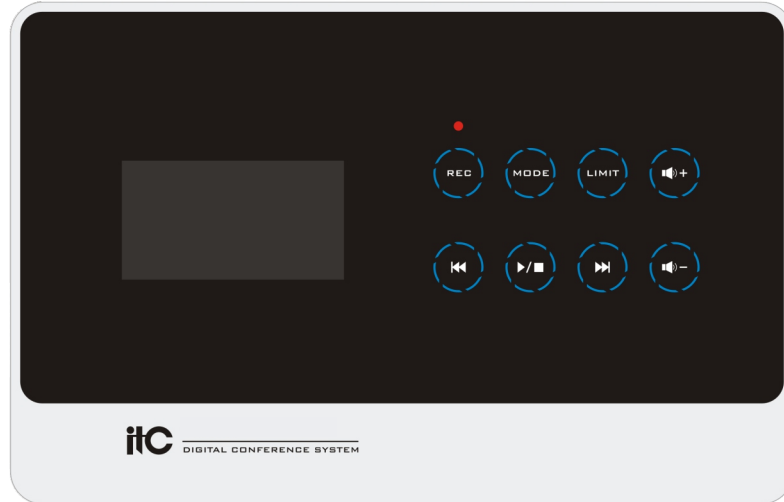 REC MODE LIMIT +
/ -
itC
DIGITAL CONFERENCE SYSTEM